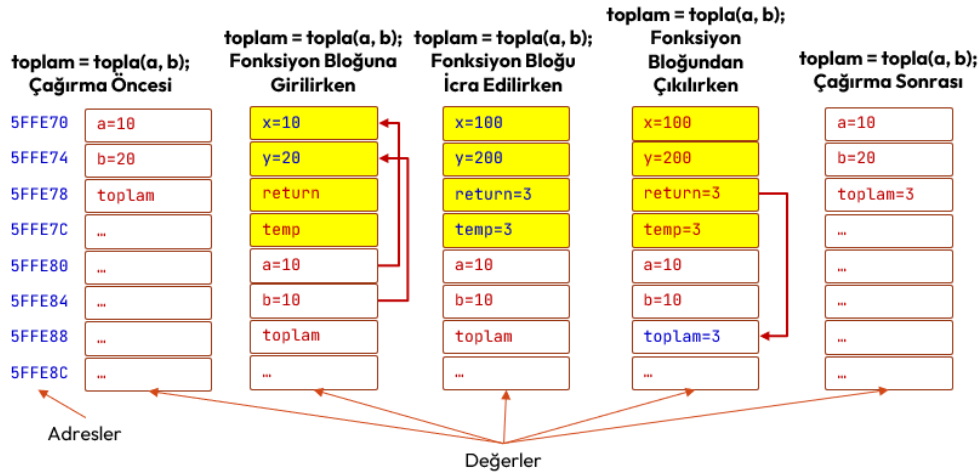 toplam = topla(a, b);
Çağırma Öncesi
toplam = topla(a, b);
Fonksiyon Bloğuna
Girilirken
toplam = topla(a, b);
Fonksiyon Bloğu
İcra Edilirken
toplam = topla(a, b);
Fonksiyon
Bloğundan
Çıkılırken
toplam = topla(a, b);
Çağırma Sonrası
5FFE70 a=10 x=10 x=100 x=100 a=10
5FFE74 b=20 y=20 y=200 y=200 b=20
5FFE78 toplam return return=3 return=3 toplam=3
5FFE7C … temp temp=3 temp=3 …
5FFE80 … a=10 a=10 a=10 …
5FFE84 … b=10 b=10 b=10 …
5FFE88 … toplam toplam toplam=3 …
5FFE8C … … … … …
Adresler
Değerler